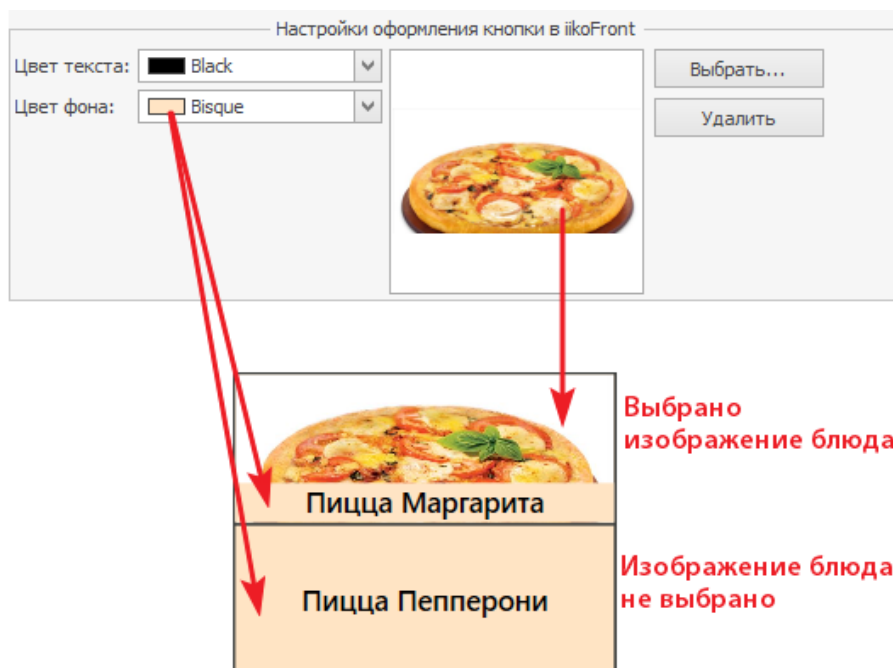 Настройки оформления кнопки в iikoFront
Цвет текста: Black
Выбрать...
Цвет фона: Bisque
Удалить
Выбрано
изображение блюда
Пицца Маргарита
Изображение блюда
не выбрано
Пицца Пепперони